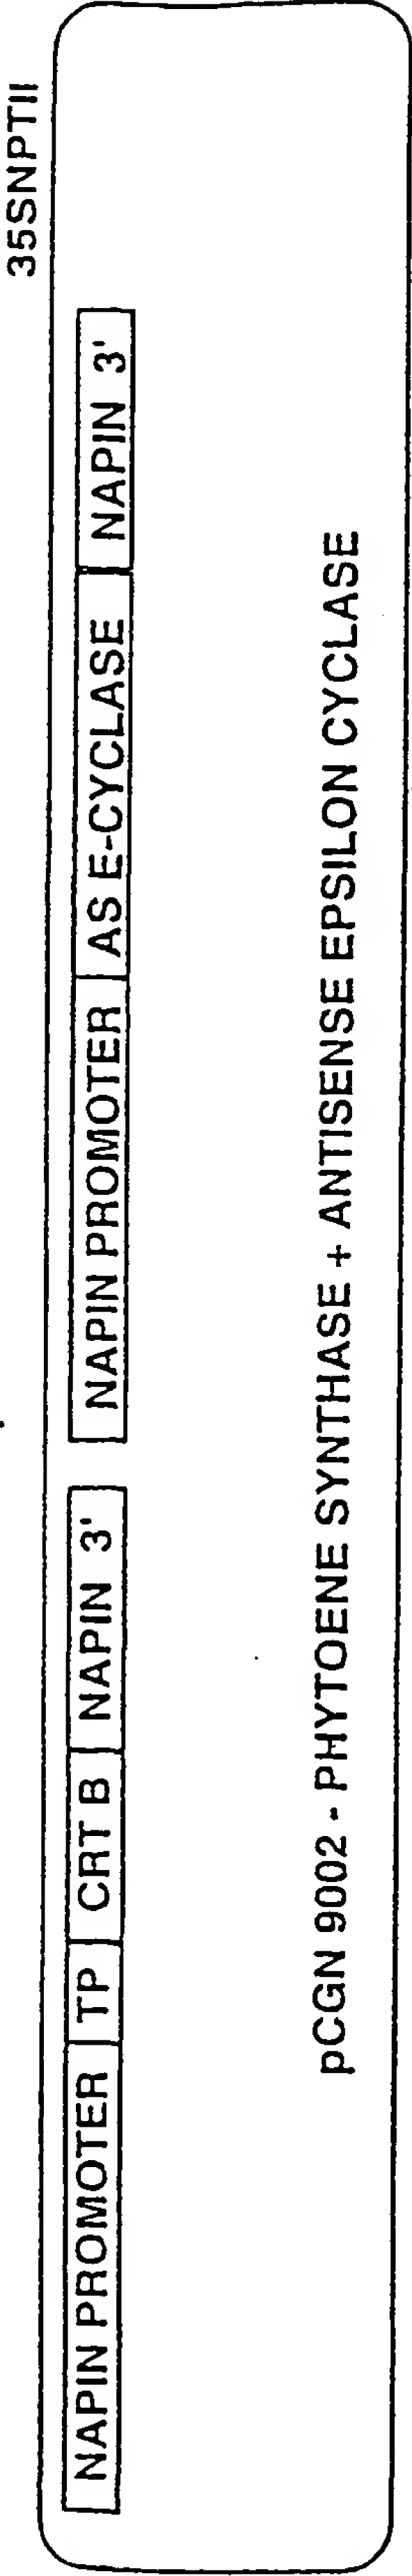 35SNPTII
NAPIN PROMOTER TP CRT B NAPIN 3' NAPIN PROMOTER AS E-CYCLASE NAPIN 3'
pCGN 9002 - PHYTOENE SYNTHASE + ANTISENSE EPSILON CYCLASE